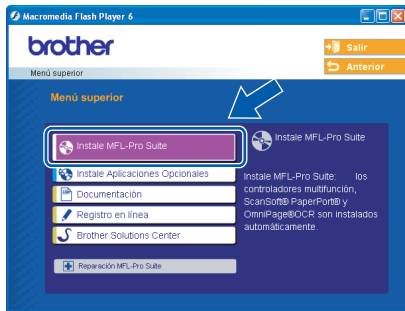 Macromedia Flash Player 6
brother
Salir
Menú superior
Anterior
Menú superior
Instale MFL-Pro Suite
Instale Aplicaciones Opcionales
Documentación
Registro en línea
Brother Solutions Center
Reparación MFL-Pro Suite
Instale MFL-Pro Suite
Instale MFL-Pro Suite: los
controladores multifunción,
ScanSoft® PaperPort® y
OmniPage®OCR son instalados
automáticamente.